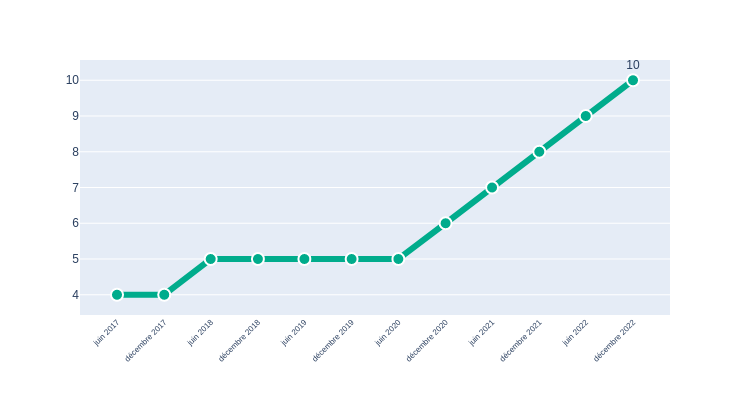 10
10
9
8
7
6
5
4
juin 2017
décembre 2017
juin 2018
décembre 2018
juin 2019
décembre 2019
juin 2020
décembre 2020
juin 2021
décembre 2021
juin 2022
décembre 2022